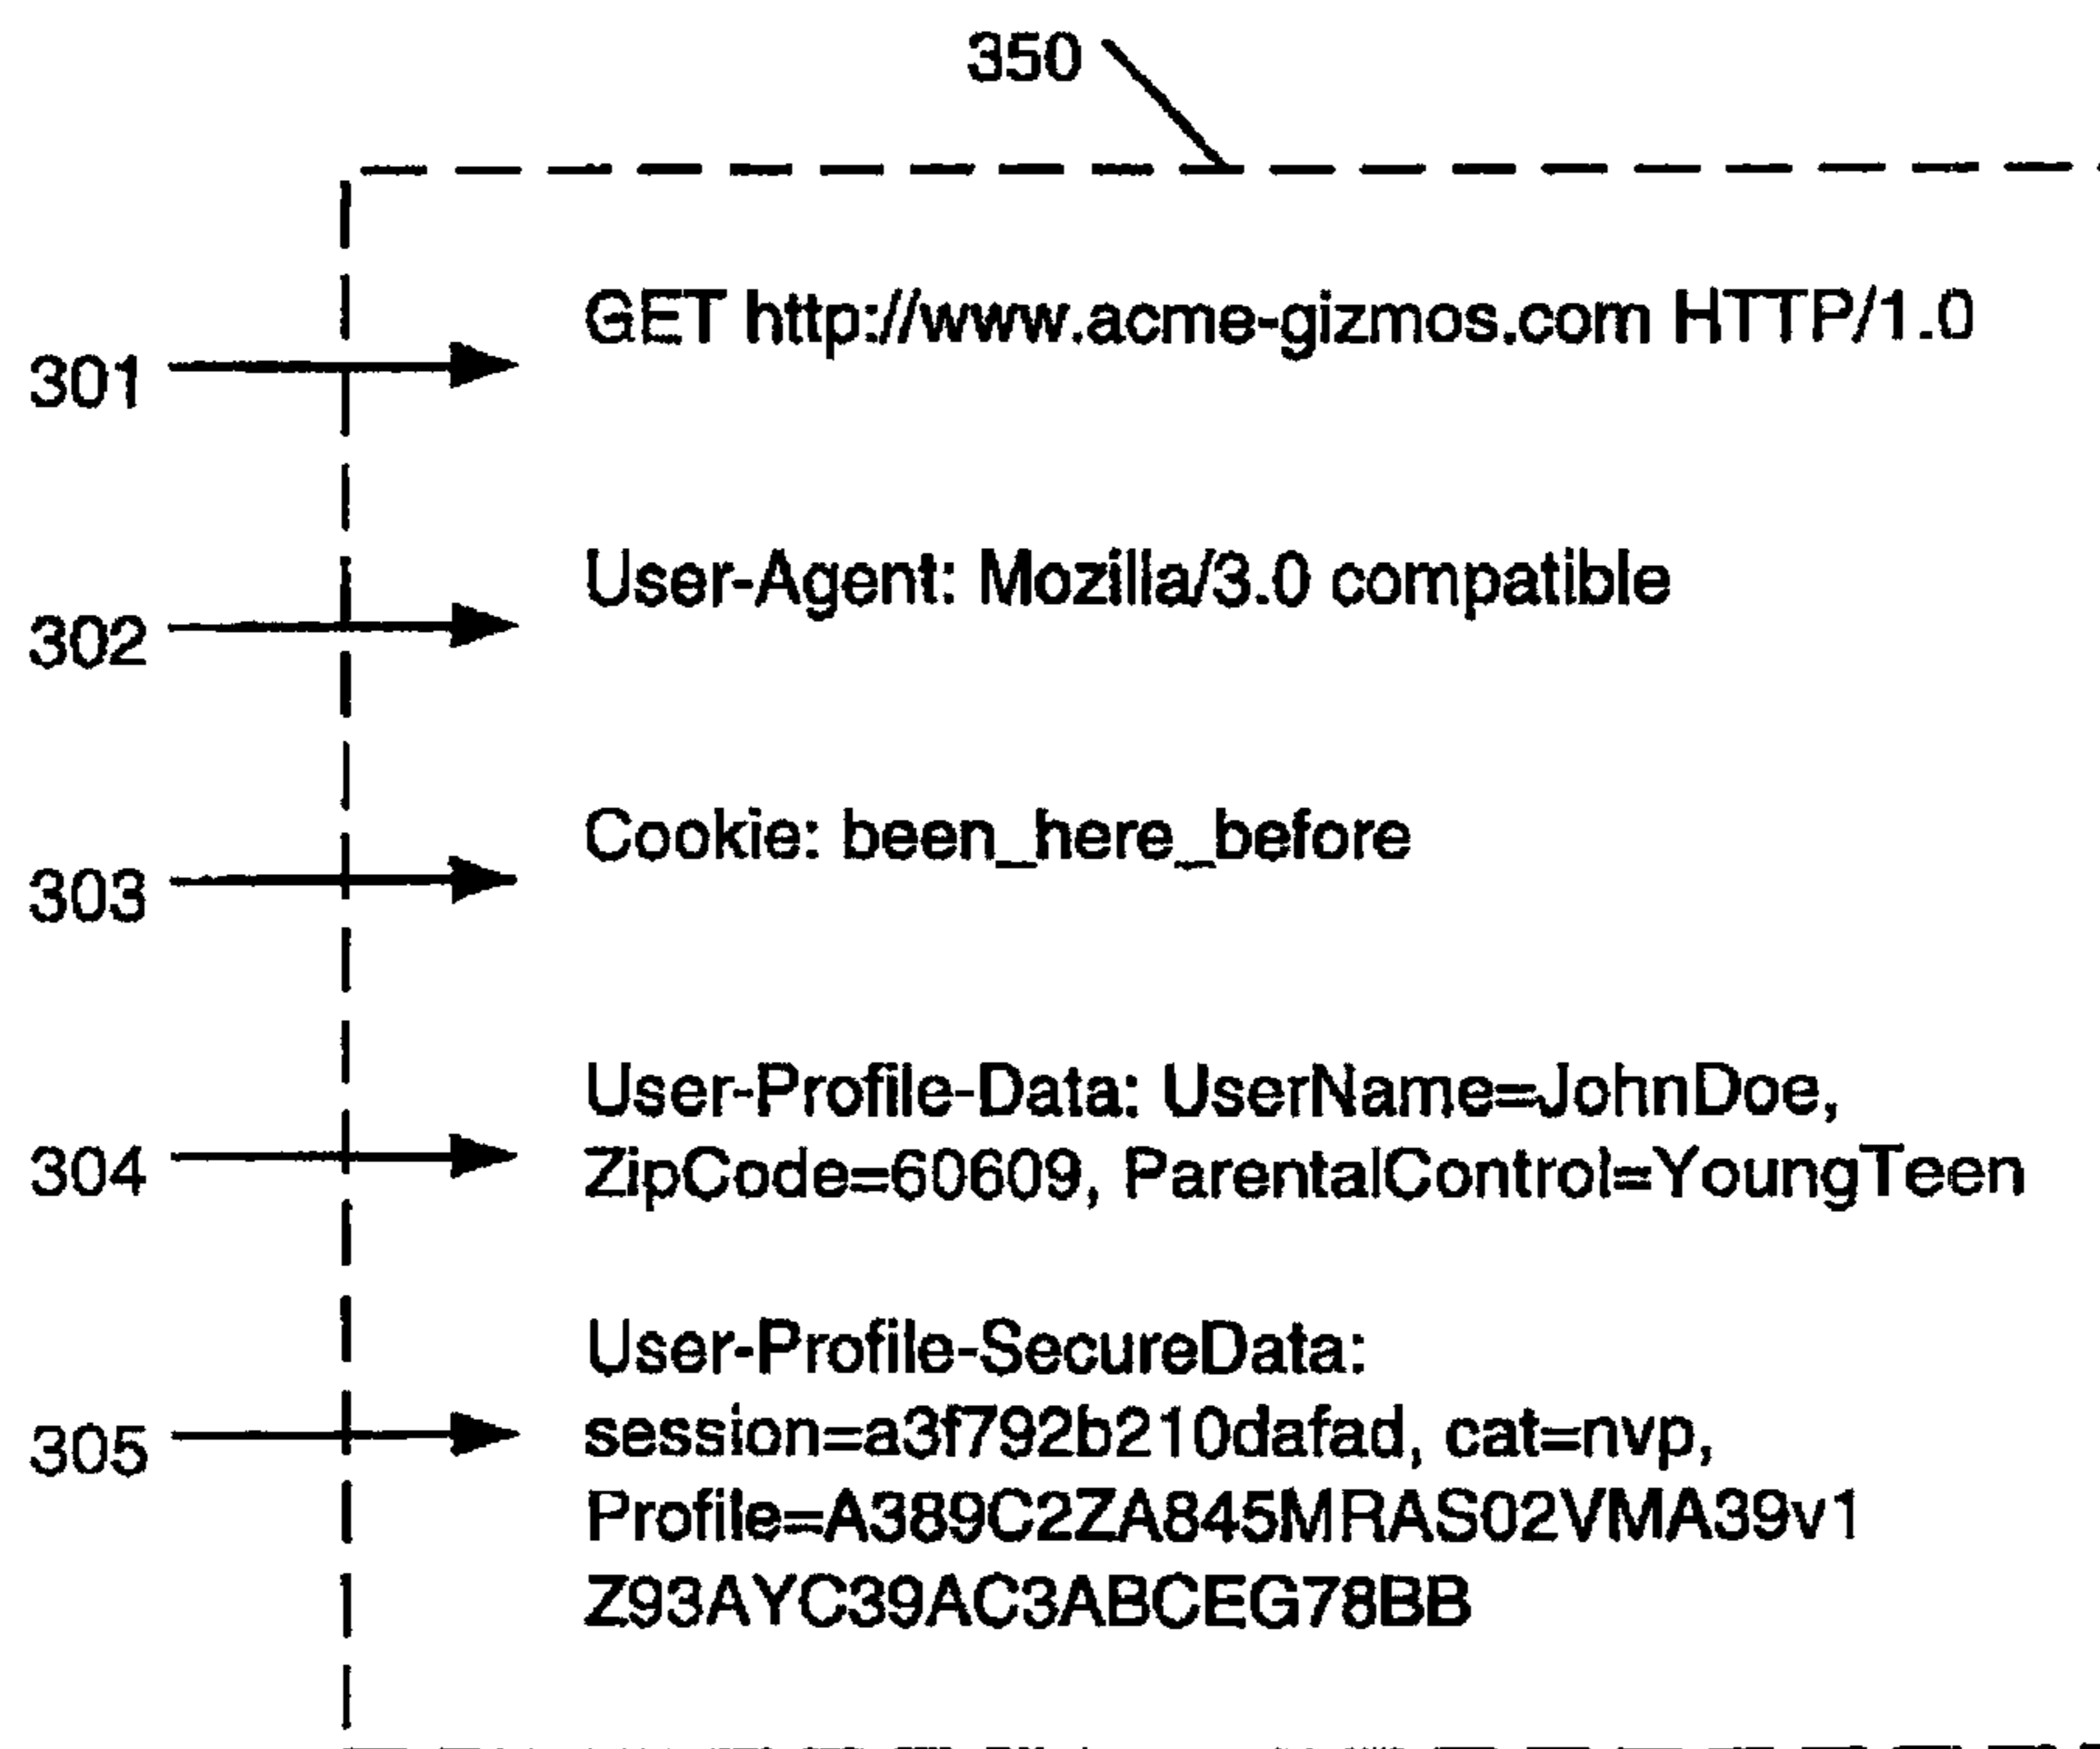 350
301 GET http://www.acme-gizmos.com HTTP/1.0
302 User-Agent: Mozilla/3.0 compatible
303 Cookie: been_here_before
User-Profile-Data: UserName=JohnDoe,
304 ZipCode=60609, ParentalControl=YoungTeen
User-Profile-SecureData:
305 session=a3f792b210dafad, cat=nvp,
Profile=A389C2ZA845MRAS02VMA39v1
Z93AYC39AC3ABCEG78BB